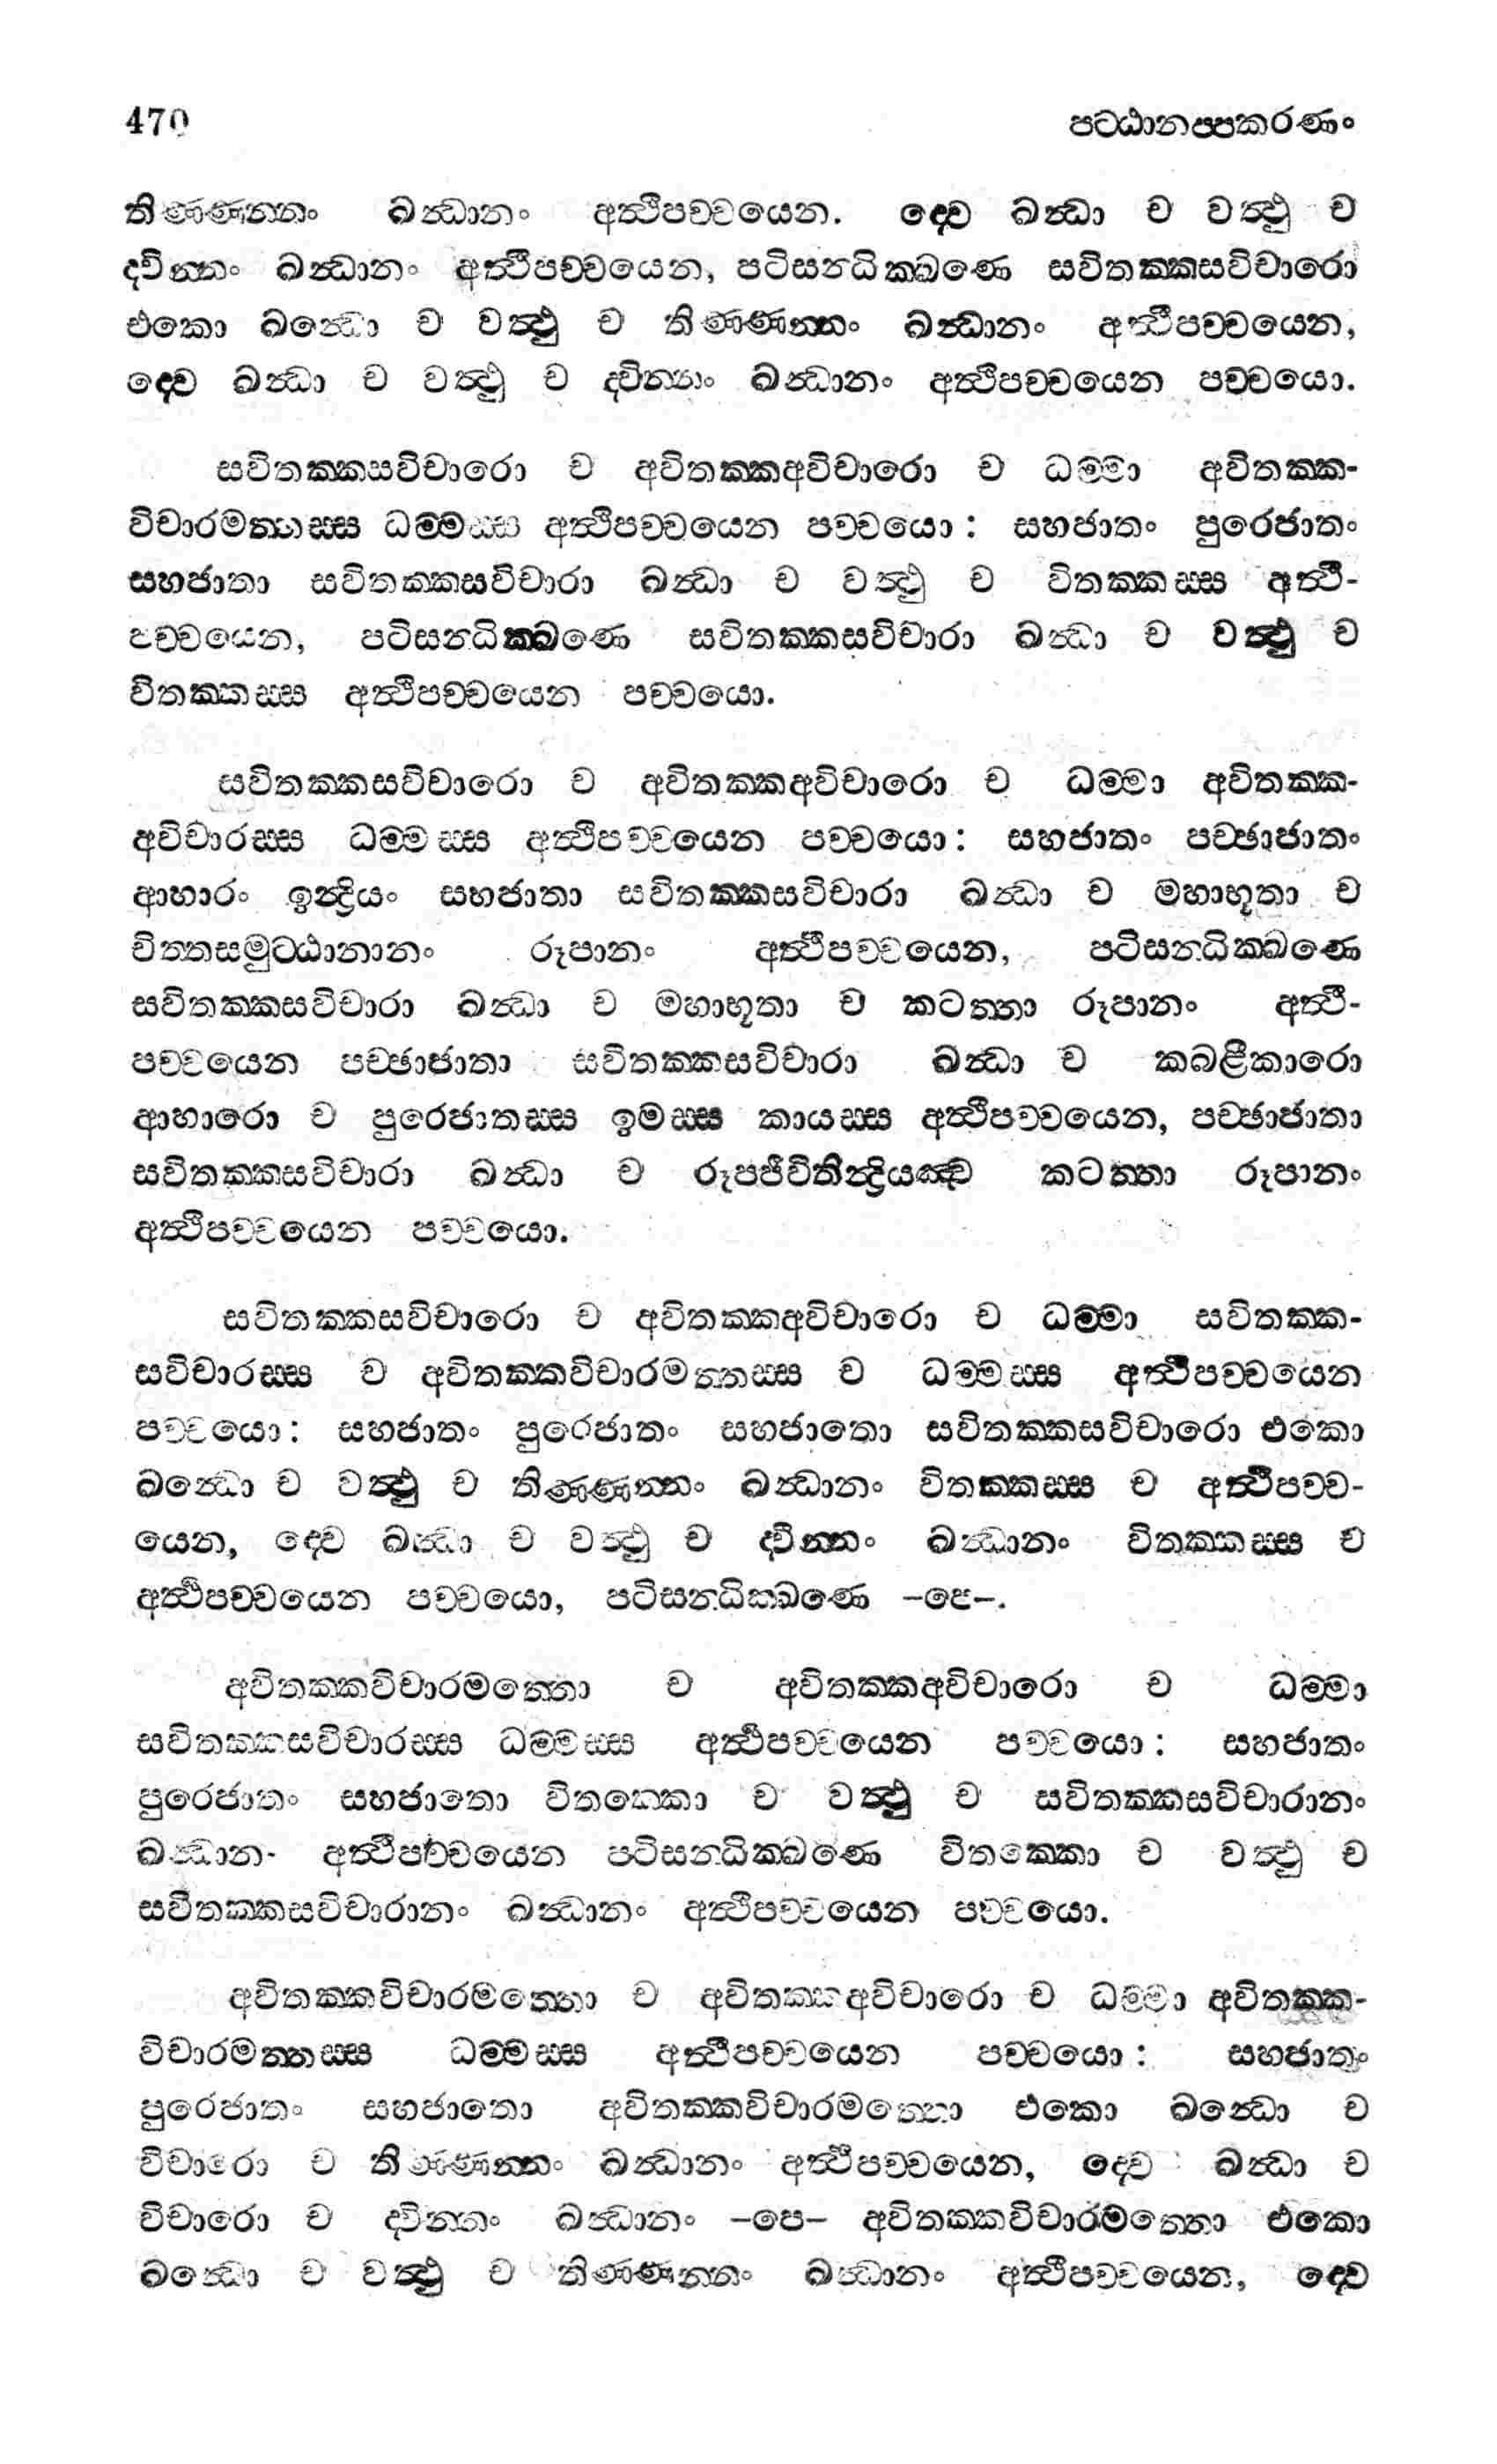 470 පට්ඨානප්පකරණං
තිණ්ණන්නං ඛන්ධානං අත්ථිපච්චයෙන. ද්වෙ ඛන්ධා ච වත්ථු ච
ද්වින්නං ඛන්ධානං අත්ථිපච්චයෙන, පටිසන්ධික්ඛණෙ සවිතක්කසවිචාරො
එකො ඛන්ධො ච වත්ථු ච තිණ්ණන්නං ඛන්ධානං අත්ථිපච්චයෙන,
ද්වෙ ඛන්ධා ච වත්ථු ච ද්වින්නං ඛන්ධානං අත්ථිපච්චයෙන පච්චයො.
සවිතක්කසවිචාරො ච අවිතක්කඅවිචාරො ච ධම්මා අවිතක්ක-
විචාරමත්තස්ස ධම්මස්ස අත්ථිපච්චයෙන පච්චයො: සහජාතං පුරෙජාතං
සහජාතා සවිතක්කසවිචාරා ඛන්ධා ච වත්ථු ච විතක්කස්ස අත්ථි-
පච්චයෙන, පටිසන්ධික්ඛණෙ සවිතක්කසවිචාරා ඛන්ධා ච වත්ථු ච
විතක්කස්ස අත්ථිපච්චයෙන පච්චයො.
සවිතක්කසවිචාරො ච අවිතක්කඅවිචාරො ච ධම්මා අවිතක්ක-
අවිචාරස්ස ධම්මස්ස අත්ථිපච්චයෙන පච්චයො: සහජාතං පච්ඡාජාතං
ආහාරං ඉන්ද්‍රියං සහජාතා සවිතක්කසවිචාරා ඛන්ධා ච මහාභූතා ච
චිත්තසමුට්ඨානානං රූපානං අත්ථිපච්චයෙන, පටිසන්ධික්ඛණෙ
සවිතක්කසවිචාරා ඛන්ධා ච මහාභූතා ච කටත්තා රූපානං අත්ථි-
පච්චයෙන පච්ඡාජාතා සවිතක්කසවිචාරා ඛන්ධා ච කබළීකාරො
ආහාරො ච පුරෙජාතස්ස ඉමස්ස කායස්ස අත්ථිපච්චයෙන, පච්ඡාජාතා
සවිතක්කසවිචාරා ඛන්ධා ච රූපජීවිතින්ද්‍රියඤ්ච කටත්තා රූපානං
අත්ථිපච්චයෙන පච්චයො.
සවිතක්කසවිචාරො ච අවිතක්කඅවිචාරො ච ධම්මා සවිතක්ක-
සවිචාරස්ස ච අවිතක්කවිචාරමත්තස්ස ච ධම්මස්ස අත්ථිපච්චයෙන
පච්චයො: සහජාතං පුරෙජාතං සහජාතො සවිතක්කසවිචාරො එකො
ඛන්ධො ච වත්ථු ච තිණ්ණන්නං ඛන්ධානං විතක්කස්ස ච අත්ථිපච්ච-
යෙන, ද්වෙ ඛන්ධා ච වත්ථු ච ද්වින්නං ඛන්ධානං විතක්කස්ස ච
අත්ථිපච්චයෙන පච්චයො, පටිසන්ධික්ඛණෙ –පෙ–.
අවිතක්කවිචාරමත්තො ච අවිතක්කඅවිචාරො ච ධම්මා
සවිතක්කසවිචාරස්ස ධම්මස්ස අත්ථිපච්චයෙන පච්චයො: සහජාතං
පුරෙජාතං සහජාතො විතක්කො ච වත්ථු ච සවිතක්කසවිචාරානං
ඛන්ධානං අත්ථිපච්චයෙන පටිසන්ධික්ඛණෙ විතක්කො ච වත්ථු ච
සවිතක්කසවිචාරානං ඛන්ධානං අත්ථිපච්චයෙන පච්චයො.
අවිතක්කවිචාරමත්තො ච අවිතක්කඅවිචාරො ච ධම්මා අවිතක්ක-
විචාරමත්තස්ස ධම්මස්ස අත්ථිපච්චයෙන පච්චයො: සහජාතං
පුරෙජාතං සහජාතො අවිතක්කවිචාරමත්තො එකො ඛන්ධො ච
විචාරො ච තිණ්ණන්නං ඛන්ධානං අත්ථිපච්චයෙන, ද්වෙ ඛන්ධා ච
විචාරො ච ද්වින්නං ඛන්ධානං –පෙ– අවිතක්කවිචාරමත්තො එකො
ඛන්ධො ච වත්ථු ච තිණ්ණන්නං ඛන්ධානං අත්ථිපච්චයෙන, ද්වෙ